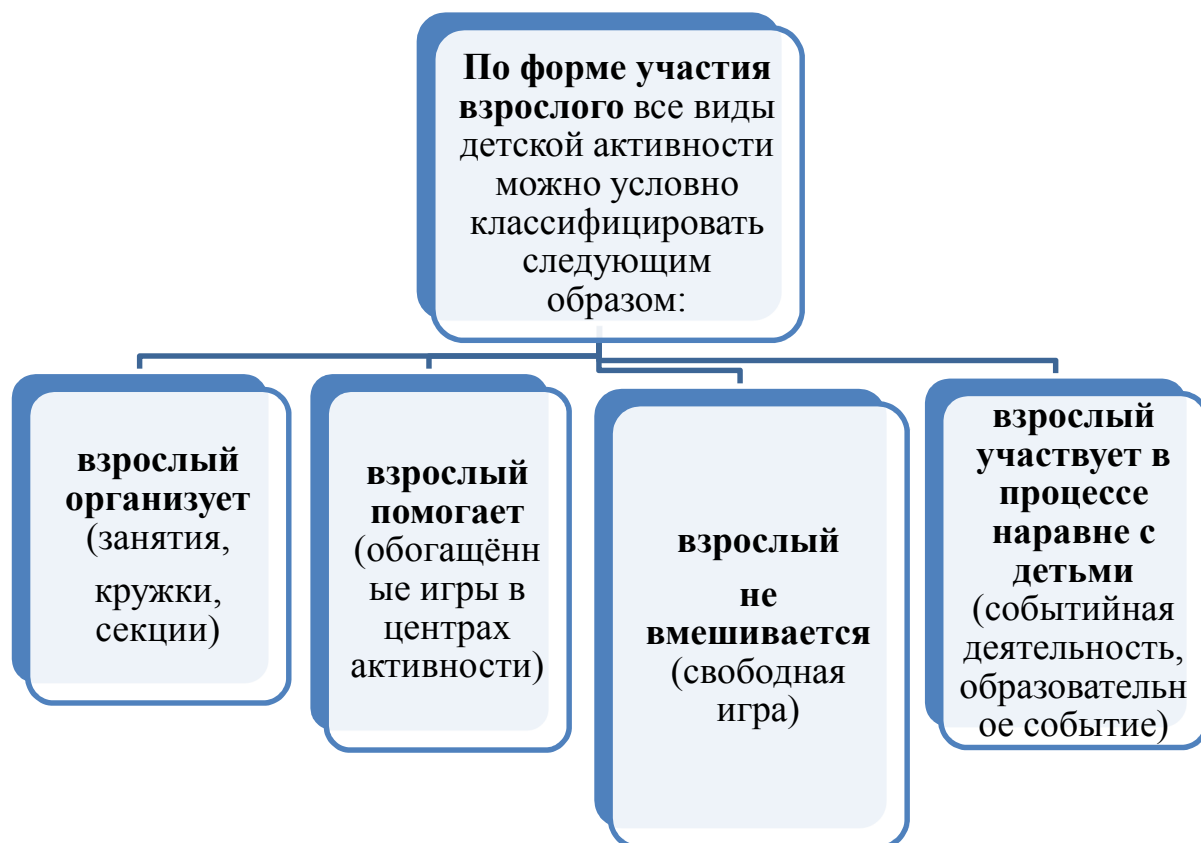 По форме участия
взрослого все виды
детской активности
можно условно
классифицировать
следующим
образом:
взрослый
организует
(занятия,
кружки,
секции)
взрослый
помогает
(обогащённ
ые игры в
центрах
активности)
взрослый
не
вмешивается
(свободная
игра)
взрослый
участвует в
процессе
наравне с
детьми
(событийная
деятельность,
образовательн
ое событие)